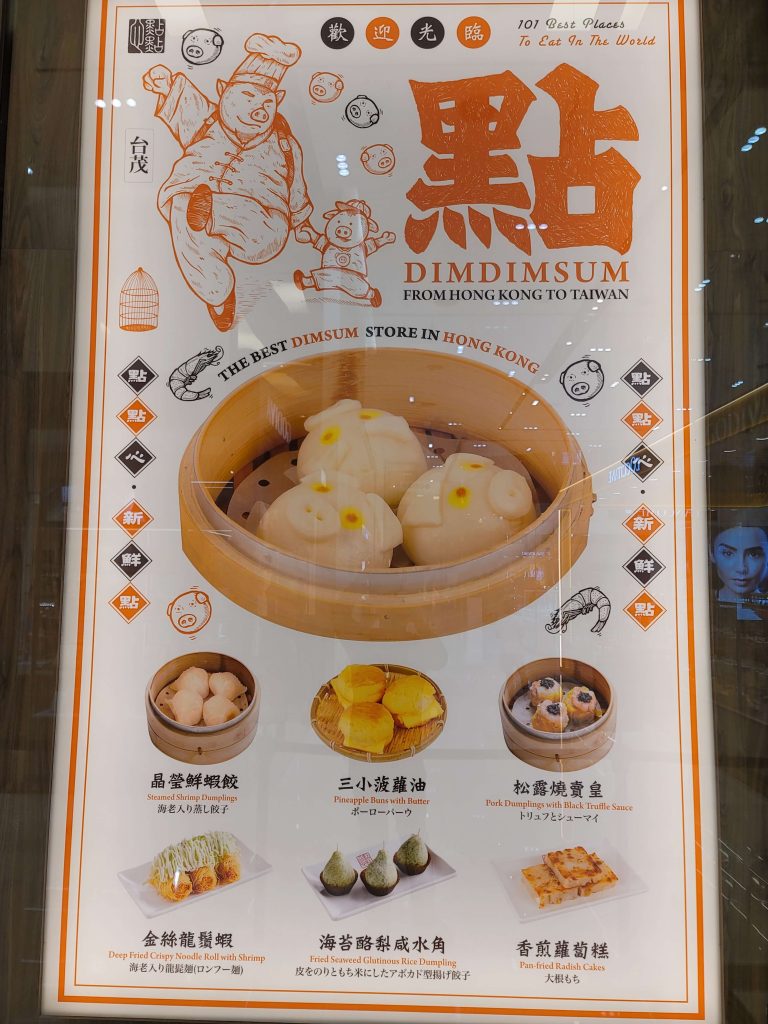 歡迎光臨
101 Best Places
To Eat In The World
台茂
點
DIMDIMSUM
FROM HONG KONG TO TAIWAN
THE BEST DIMSUM STORE IN HONG KONG
點點心・新鮮點
點點心・新鮮點
晶瑩鮮蝦餃
Steamed Shrimp Dumplings
海老入り蒸し餃子
三小菠蘿油
Pineapple Buns with Butter
ポーローパーウ
松露燒賣皇
Pork Dumplings with Black Truffle Sauce
トリュフとシューマイ
金絲龍鬚蝦
Deep Fried Crispy Noodle Roll with Shrimp
海老入り龍髭麺(ロンフー麺)
海苔酪梨咸水角
Fried Seaweed Glutinous Rice Dumpling
皮をのりともち米にしたアボカド型揚げ餃子
香煎蘿蔔糕
Pan-fried Radish Cakes
大根もち